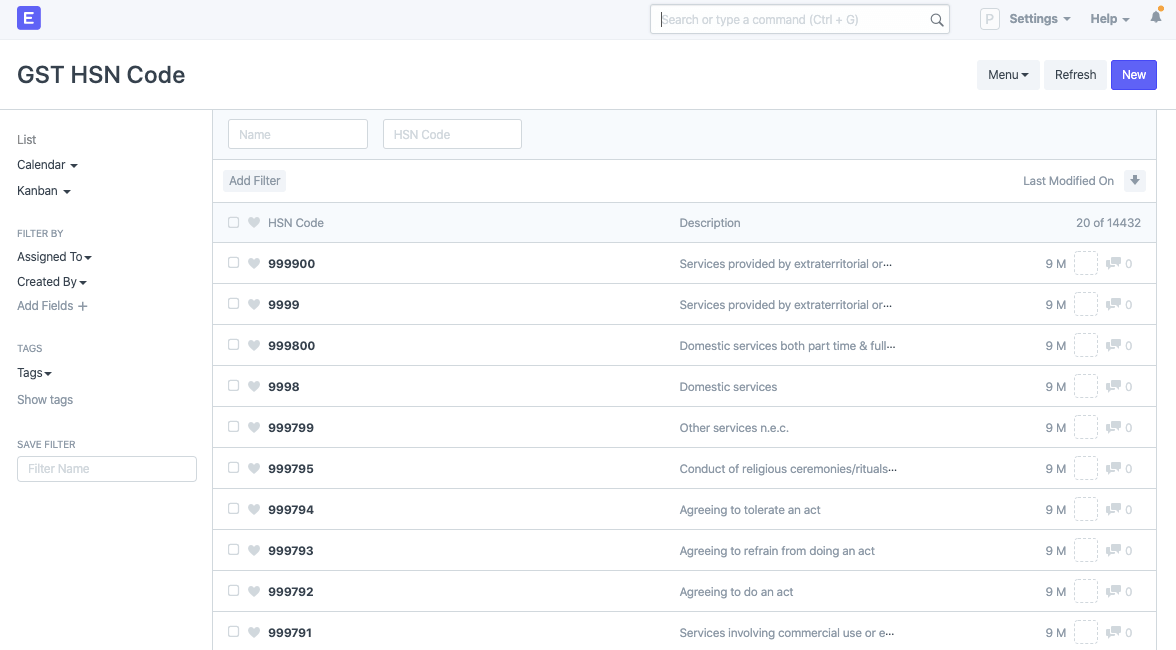 E
Search or type a command (Ctrl + G)
P Settings Help
GST HSN Code
Menu Refresh New
List
Calendar
Kanban
FILTER BY
Assigned To
Created By
Add Fields +
TAGS
Tags
Show tags
SAVE FILTER
Filter Name
Name HSN Code
Add Filter Last Modified On
HSN Code Description 20 of 14432
999900 Services provided by extraterritorial or... 9 M 0
9999 Services provided by extraterritorial or... 9 M 0
999800 Domestic services both part time & full... 9 M 0
9998 Domestic services 9 M 0
999799 Other services n.e.c. 9 M 0
999795 Conduct of religious ceremonies/rituals... 9 M 0
999794 Agreeing to tolerate an act 9 M 0
999793 Agreeing to refrain from doing an act 9 M 0
999792 Agreeing to do an act 9 M 0
999791 Services involving commercial use or e... 9 M 0